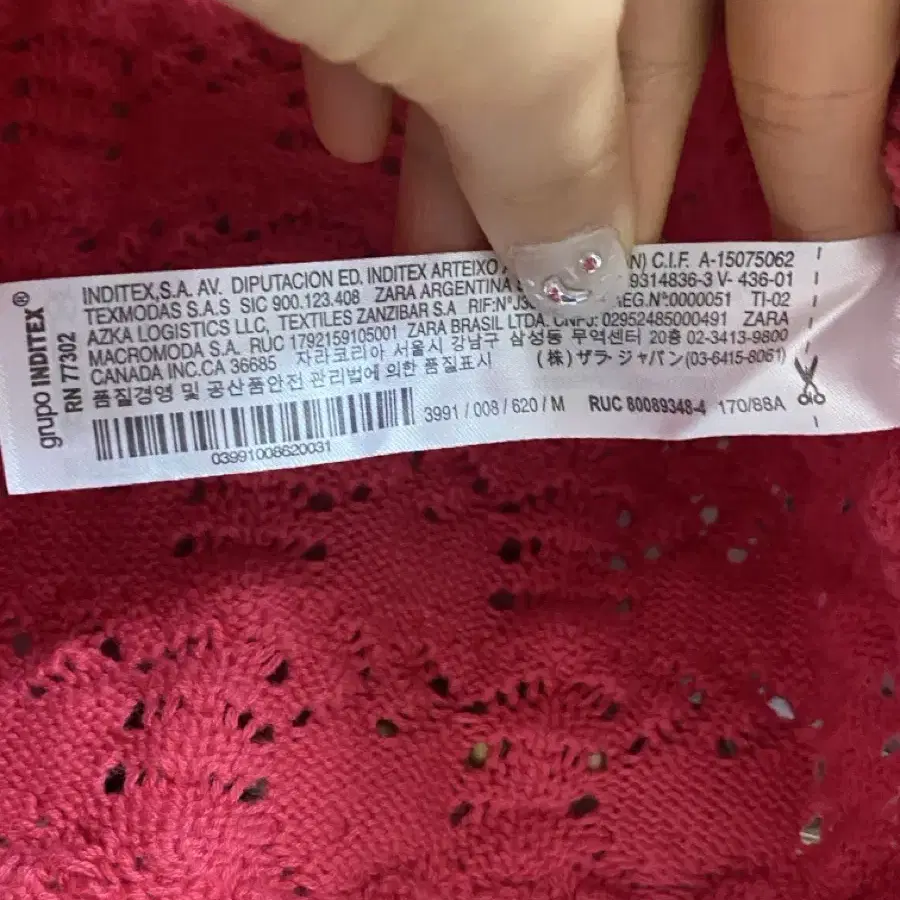 grupo INDITEX®
RN 77302
INDITEX,S.A. AV. DIPUTACION ED. INDITEX ARTEIXO N) C.I.F. A-15075062
TEXMODAS S.A.S SIC 900.123.408 ZARA ARGENTINA 9314836-3 V- 436-01
AZKA LOGISTICS LLC, TEXTILES ZANZIBAR S.A RIF:N° REG.N°0000051 TI-02
MACROMODA S.A. RUC 1792159105001 ZARA BRASIL LTDA. CNPJ: 02952485000491 ZARA
CANADA INC.CA 36685 자라코리아 서울시 강남구 삼성동 무역센터 20층 02-3413-9800
품질경영 및 공산품안전 관리법에 의한 품질표시 (株) ザラ・ジャパン(03-6415-8061)
3991 / 008 / 620 / M RUC 80089348-4 170/88A
03991008620031